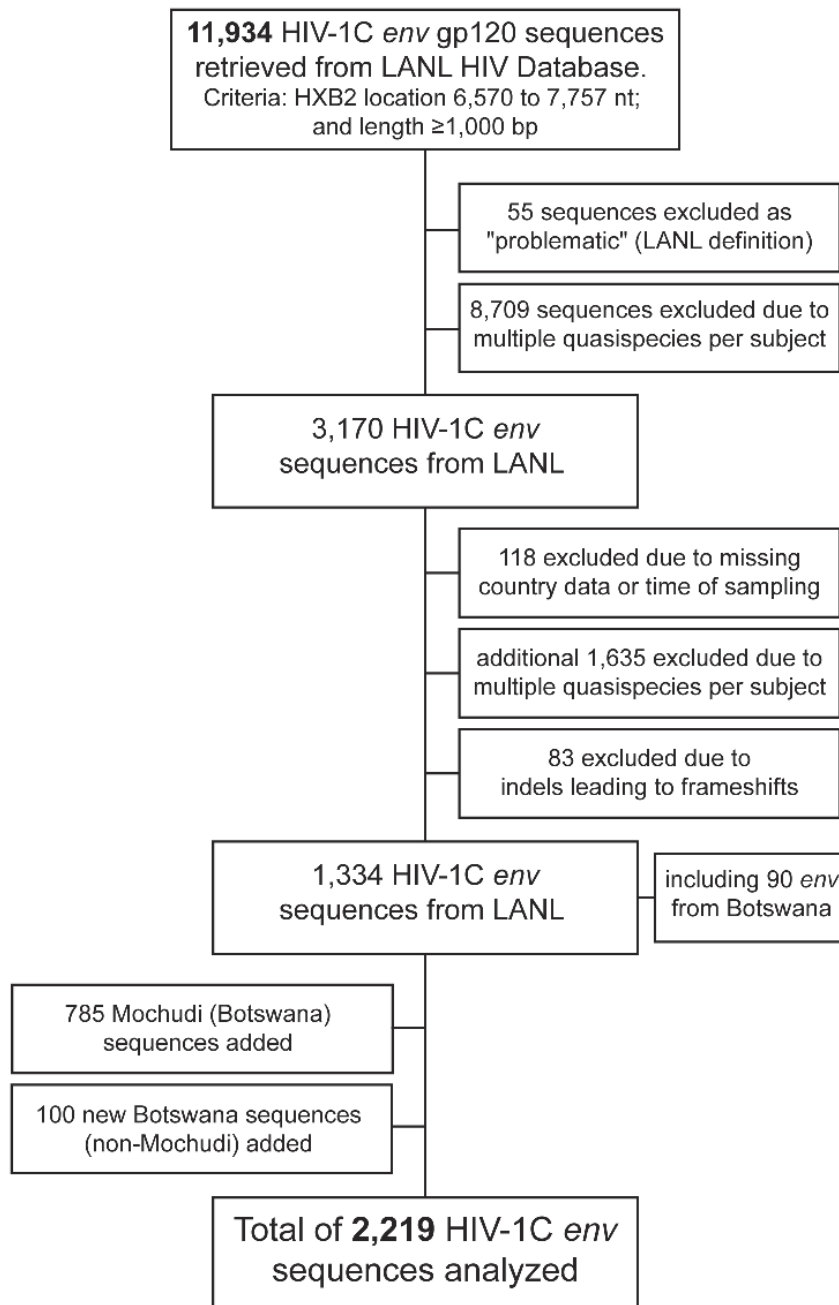 11,934 HIV-1C env gp120 sequences
retrieved from LANL HIV Database.
Criteria: HXB2 location 6,570 to 7,757 nt;
and length ≥1,000 bp
55 sequences excluded as
"problematic" (LANL definition)
8,709 sequences excluded due to
multiple quasispecies per subject
3,170 HIV-1C env
sequences from LANL
118 excluded due to missing
country data or time of sampling
additional 1,635 excluded due to
multiple quasispecies per subject
83 excluded due to
indels leading to frameshifts
1,334 HIV-1C env
sequences from LANL
including 90 env
from Botswana
785 Mochudi (Botswana)
sequences added
100 new Botswana sequences
(non-Mochudi) added
Total of 2,219 HIV-1C env
sequences analyzed